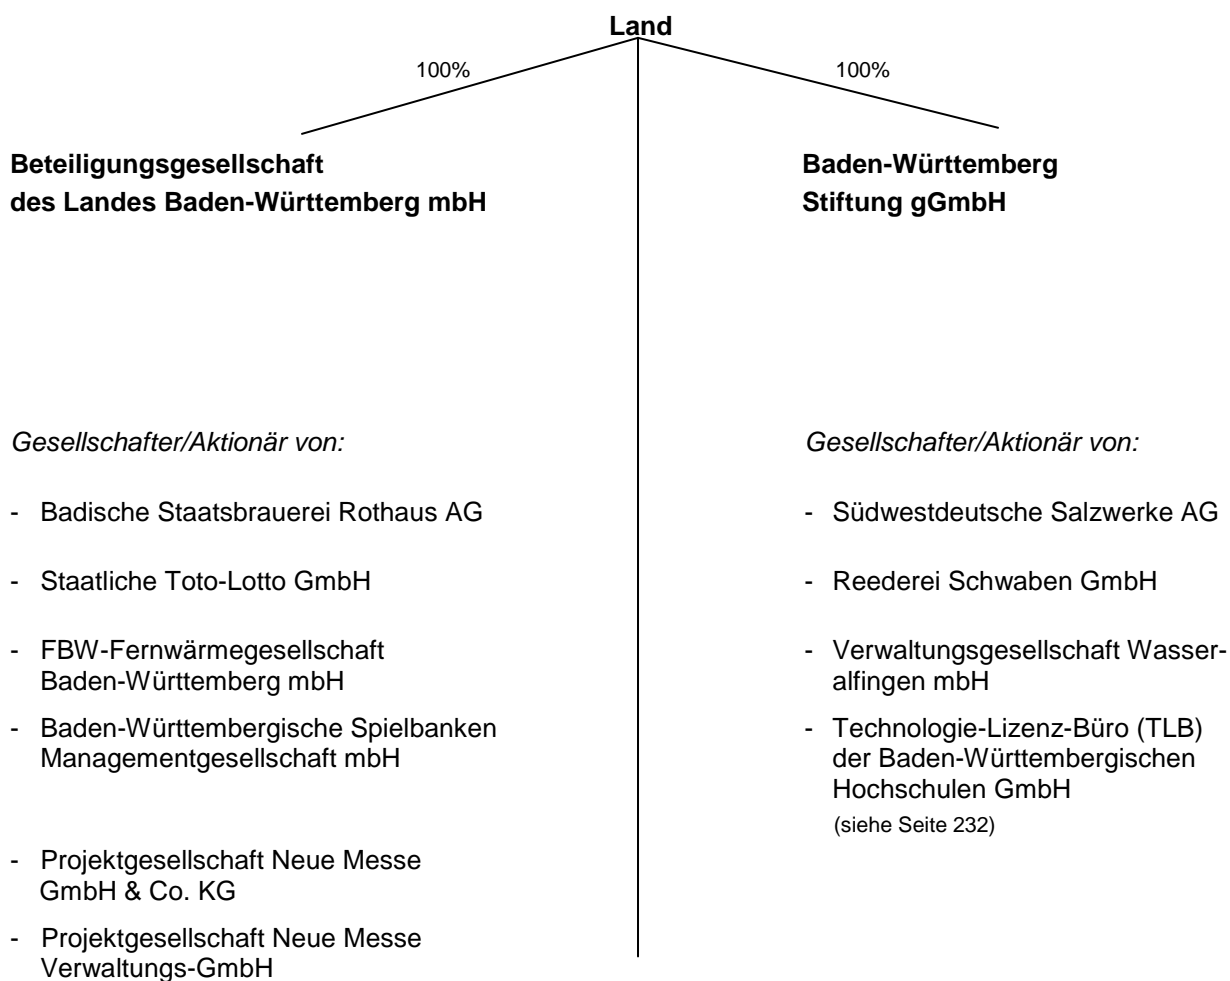 Land
100%
100%
Beteiligungsgesellschaft
des Landes Baden-Württemberg mbH
Baden-Württemberg
Stiftung gGmbH
Gesellschafter/Aktionär von:
- Badische Staatsbrauerei Rothaus AG
- Staatliche Toto-Lotto GmbH
- FBW-Fernwärmegesellschaft
Baden-Württemberg mbH
- Baden-Württembergische Spielbanken
Managementgesellschaft mbH
- Projektgesellschaft Neue Messe
GmbH & Co. KG
- Projektgesellschaft Neue Messe
Verwaltungs-GmbH
Gesellschafter/Aktionär von:
- Südwestdeutsche Salzwerke AG
- Reederei Schwaben GmbH
- Verwaltungsgesellschaft Wasser-
alfingen mbH
- Technologie-Lizenz-Büro (TLB)
der Baden-Württembergischen
Hochschulen GmbH
(siehe Seite 232)